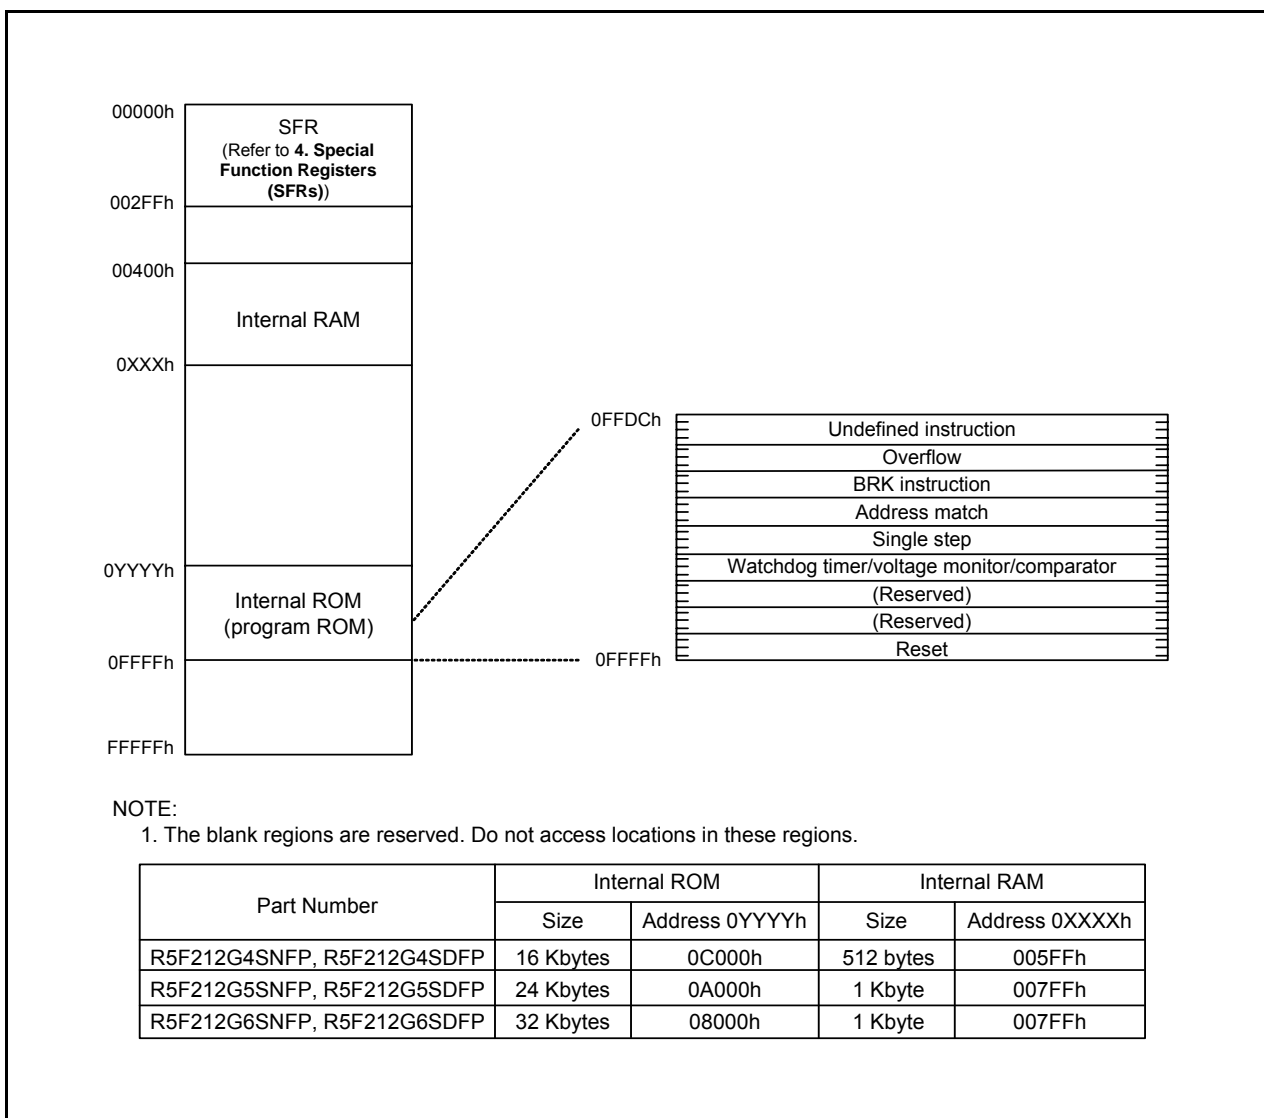 00000h
SFR
(Refer to 4. Special
Function Registers
(SFRs))
002FFh
00400h
Internal RAM
0XXXh
0YYYYh
Internal ROM
(program ROM)
0FFFFh
FFFFFh
0FFDCh
Undefined instruction
Overflow
BRK instruction
Address match
Single step
Watchdog timer/voltage monitor/comparator
(Reserved)
(Reserved)
Reset
0FFFFh
NOTE:
1. The blank regions are reserved. Do not access locations in these regions.
Part Number Internal ROM Internal RAM
Size Address 0YYYYh Size Address 0XXXXh
R5F212G4SNFP, R5F212G4SDFP 16 Kbytes 0C000h 512 bytes 005FFh
R5F212G5SNFP, R5F212G5SDFP 24 Kbytes 0A000h 1 Kbyte 007FFh
R5F212G6SNFP, R5F212G6SDFP 32 Kbytes 08000h 1 Kbyte 007FFh